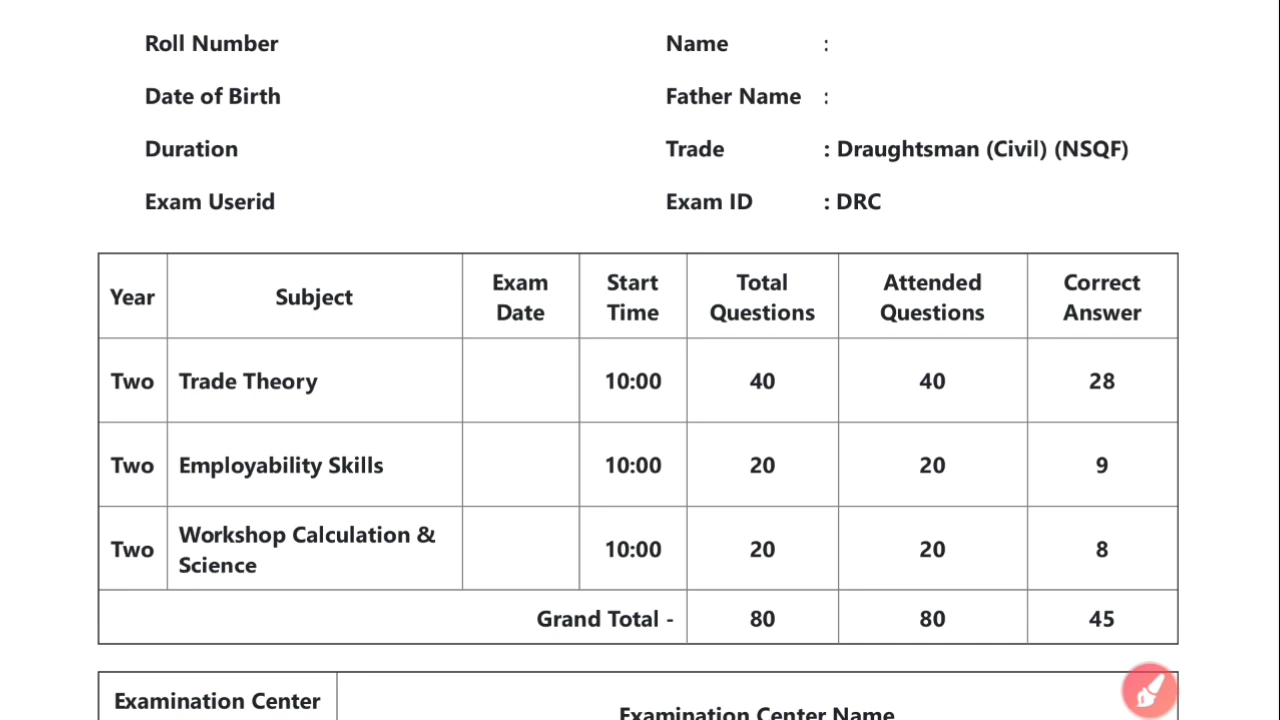 Roll Number Name :
Date of Birth Father Name :
Duration Trade : Draughtsman (Civil) (NSQF)
Exam Userid Exam ID : DRC
Year Subject Exam Date Start Time Total Questions Attended Questions Correct Answer
Two Trade Theory 10:00 40 40 28
Two Employability Skills 10:00 20 20 9
Two Workshop Calculation & Science 10:00 20 20 8
Grand Total - 80 80 45
Examination Center
Examination Center Name